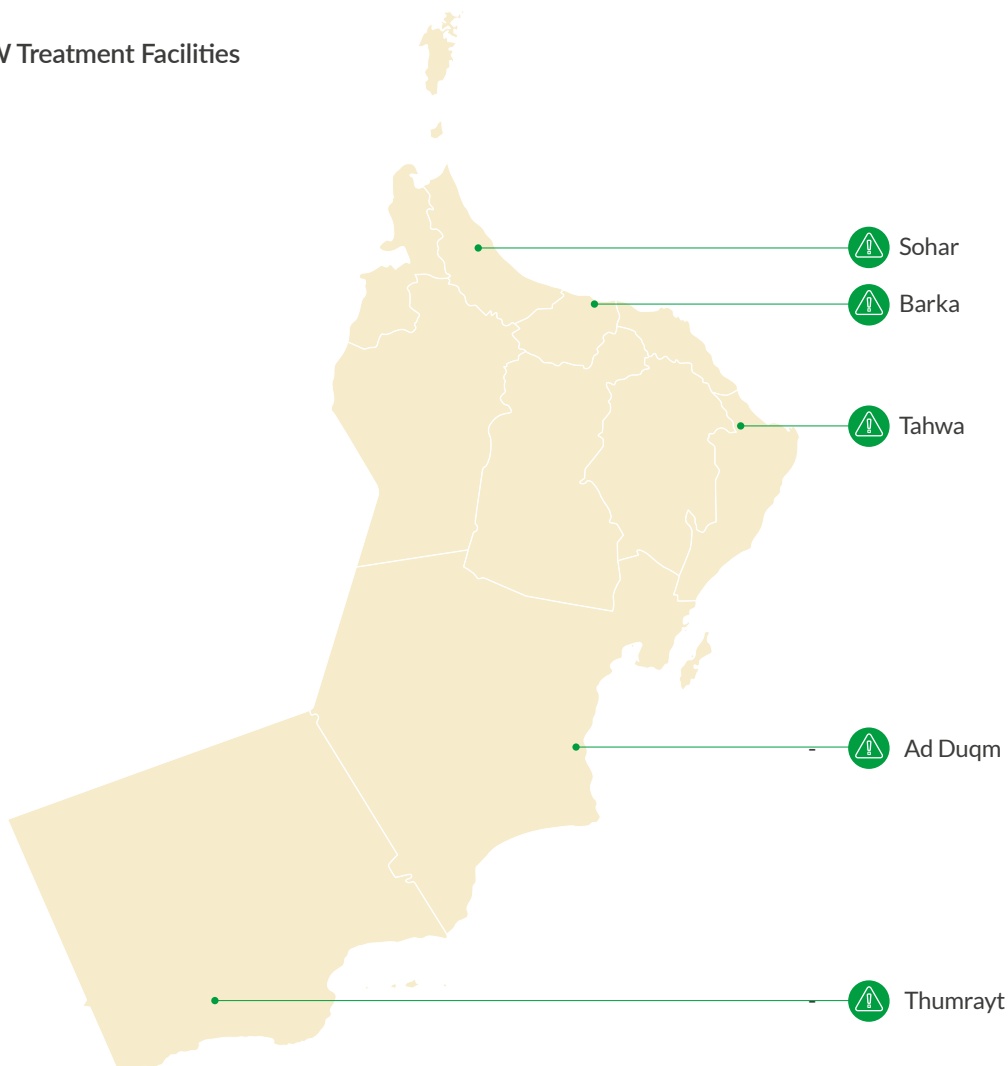 W Treatment Facilities
Sohar
Barka
Tahwa
- Ad Duqm
- Thumrayt